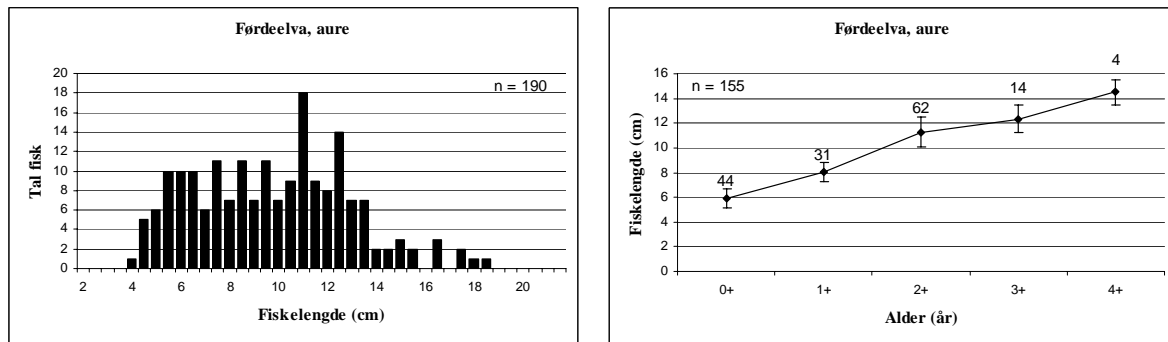 Førdeelva, aure
n = 190
Tal fisk
20
18
16
14
12
10
8
6
4
2
0
2 4 6 8 10 12 14 16 18 20
Fiskelengde (cm)
Førdeelva, aure
n = 155
Fiskelengde (cm)
16
14
12
10
8
6
4
2
0
44 31 62 14 4
0+ 1+ 2+ 3+ 4+
Alder (år)